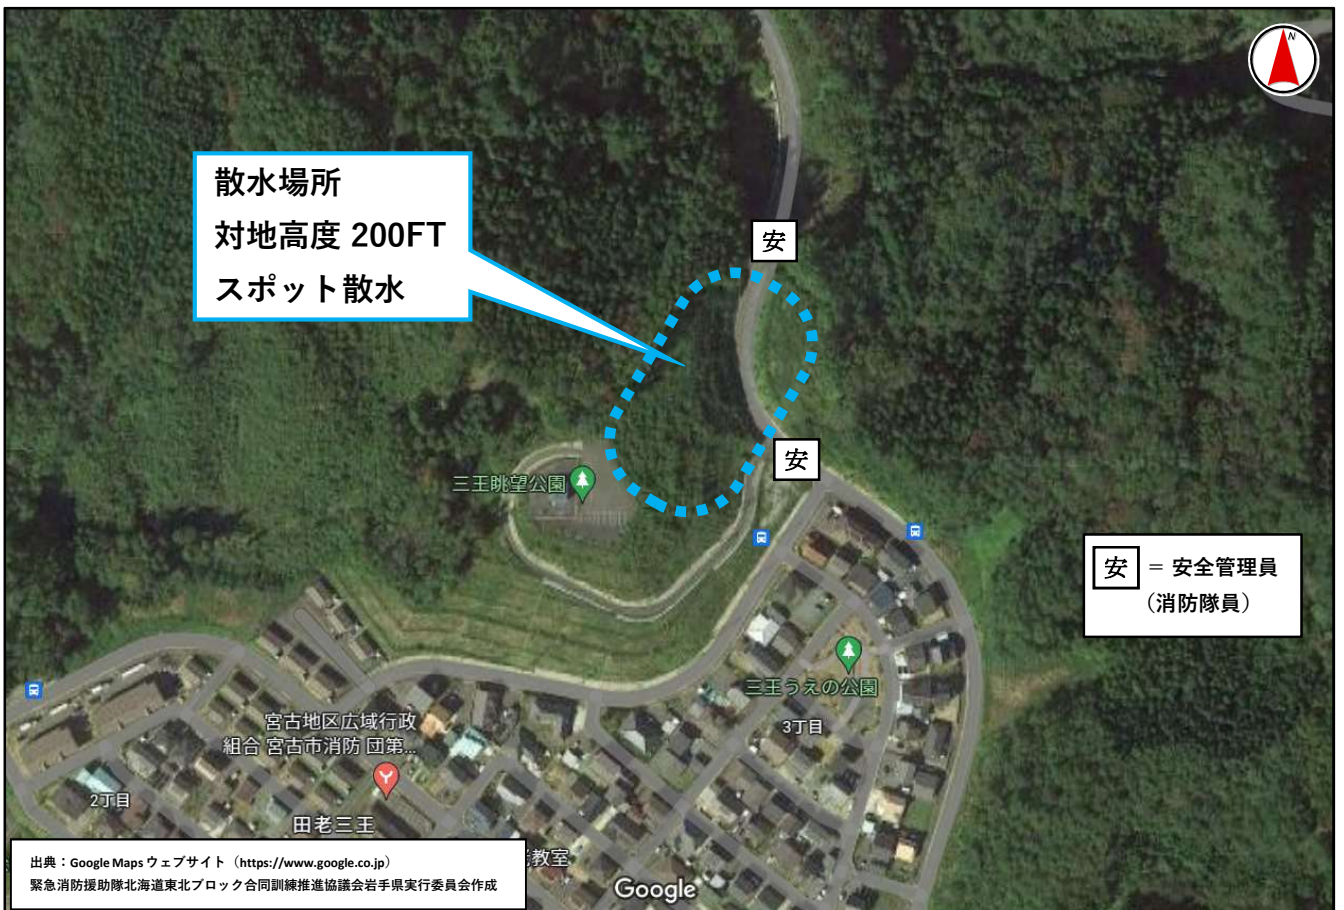 N
散水場所
対地高度 200FT
スポット散水
安
安
三王眺望公園
安 = 安全管理員
（消防隊員）
三王うえの公園
3丁目
宮古地区広域行政
組合 宮古市消防 団第...
2丁目
田老三王
教室
出典：Google Maps ウェブサイト（https://www.google.co.jp）
緊急消防援助隊北海道東北ブロック合同訓練推進協議会岩手県実行委員会作成
Google